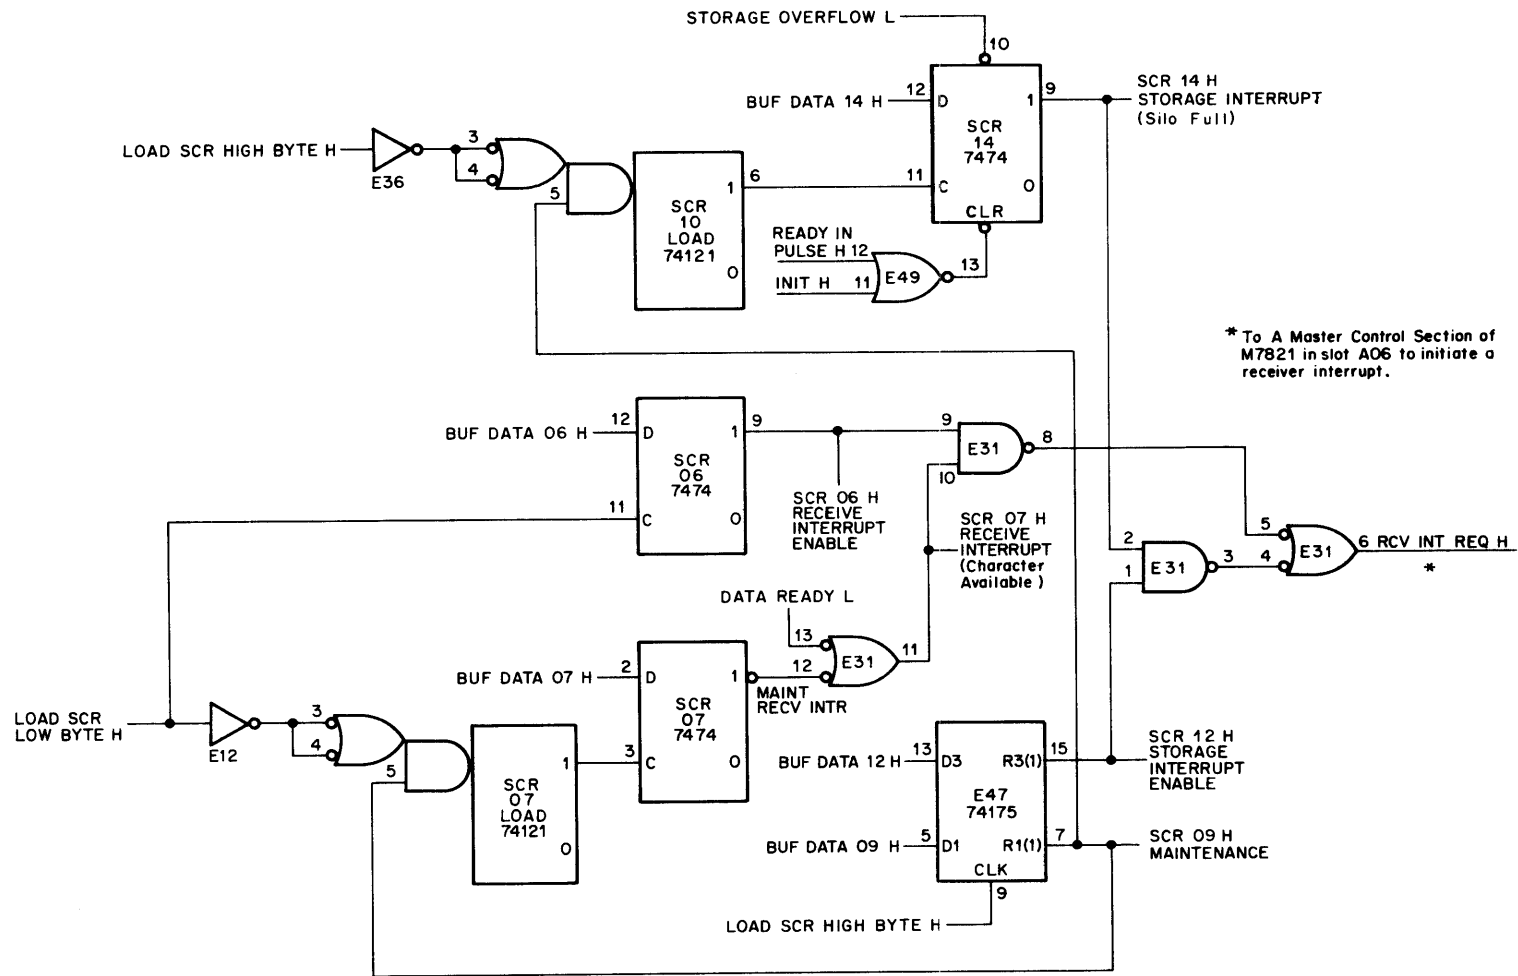 STORAGE OVERFLOW L
10
BUF DATA 14 H
12
D
1
9
SCR
14
7474
SCR 14 H
STORAGE INTERRUPT
(Silo Full)
LOAD SCR HIGH BYTE H
E36
3
4
5
SCR
10
LOAD
74121
1
6
0
11
C
0
CLR
READY IN
PULSE H 12
INIT H 11
E49
13
* To A Master Control Section of
M7821 in slot A06 to initiate a
receiver interrupt.
BUF DATA 06 H
12
D
1
9
SCR
06
7474
11
C
0
SCR 06 H
RECEIVE
INTERRUPT
ENABLE
9
10
E31
8
SCR 07 H
RECEIVE
INTERRUPT
(Character
Available)
2
1
E31
3
5
4
E31
6 RCV INT REQ H
*
DATA READY L
13
12
E31
11
BUF DATA 07 H
2
D
1
SCR
07
7474
3
C
0
MAINT
RECV INTR
LOAD SCR
LOW BYTE H
E12
3
4
5
SCR
07
LOAD
74121
1
0
BUF DATA 12 H
13
D3
R3(1)
15
E47
74175
SCR 12 H
STORAGE
INTERRUPT
ENABLE
BUF DATA 09 H
5
D1
R1(1)
7
SCR 09 H
MAINTENANCE
CLK
9
LOAD SCR HIGH BYTE H